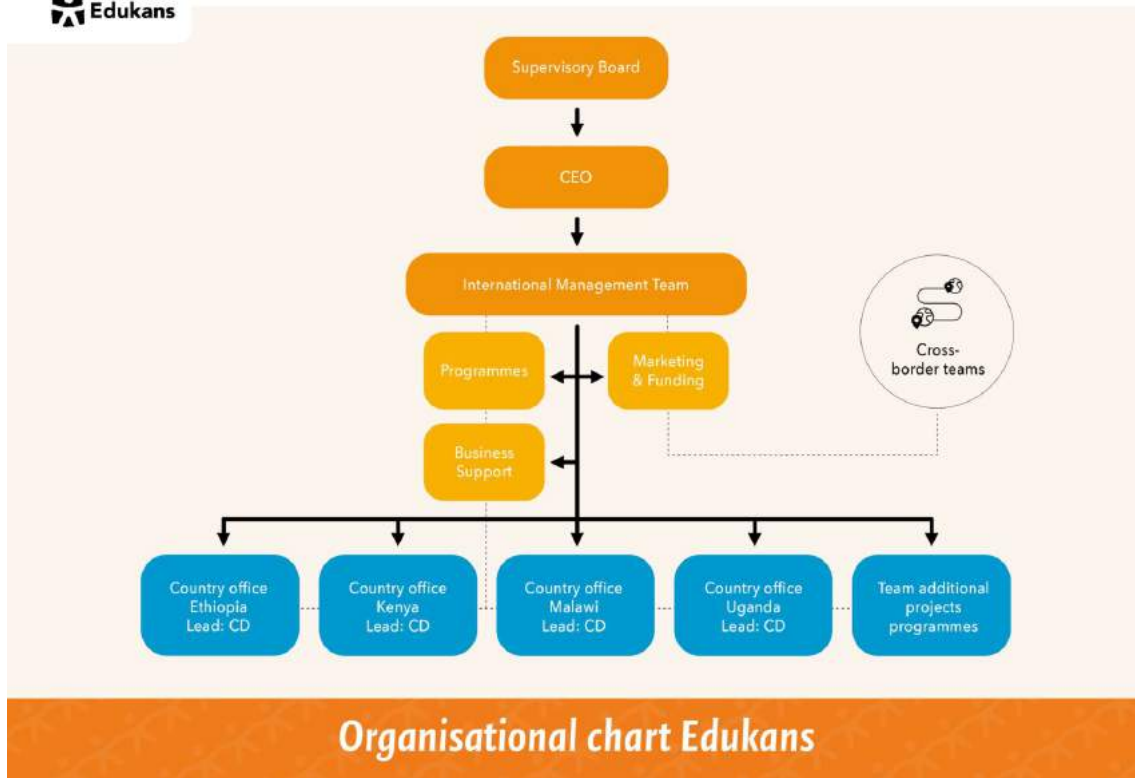 Edukans
Supervisory Board
CEO
International Management Team
Programmes
Marketing
& Funding
Cross-
border teams
Business
Support
Country office
Ethiopia
Lead: CD
Country office
Kenya
Lead: CD
Country office
Malawi
Lead: CD
Country office
Uganda
Lead: CD
Team additional
projects
programmes
Organisational chart Edukans